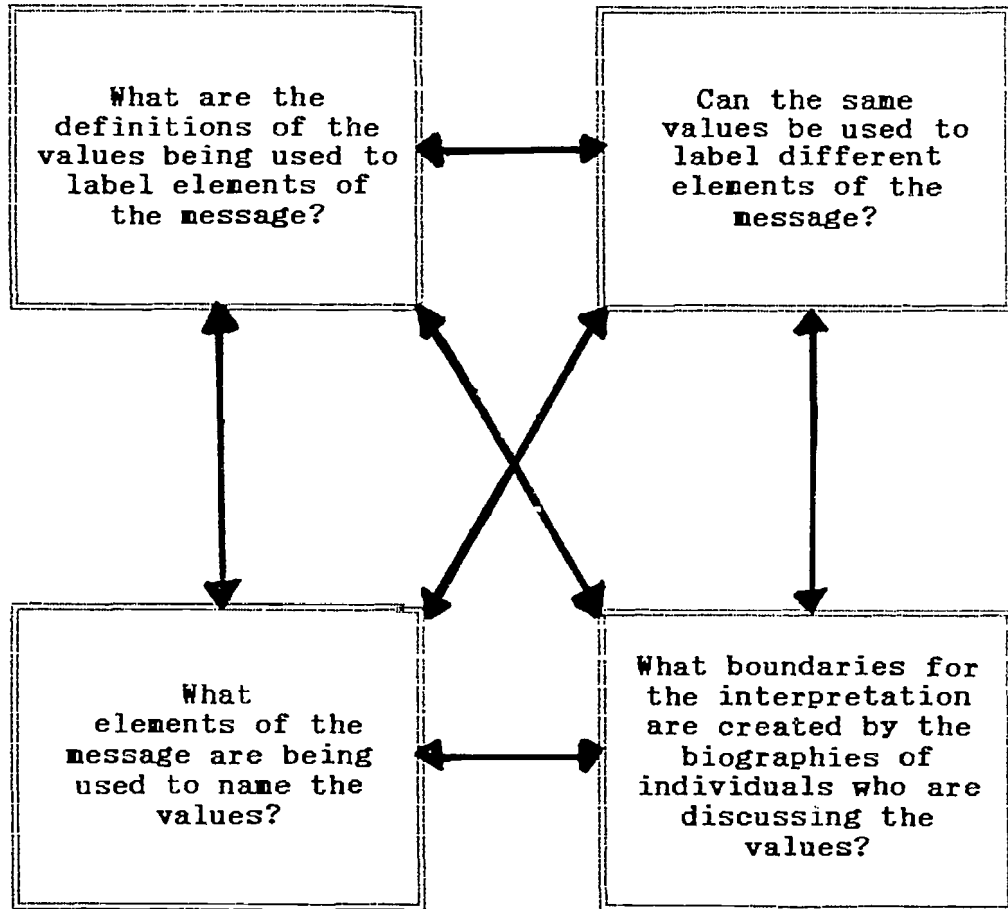 What are the
definitions of the
values being used to
label elements of
the message?
Can the same
values be used to
label different
elements of the
message?
What
elements of the
message are being
used to name the
values?
What boundaries for
the interpretation
are created by the
biographies of
individuals who are
discussing the
values?